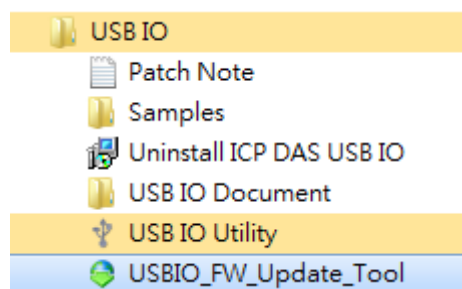 USB IO
Patch Note
Samples
Uninstall ICP DAS USB IO
USB IO Document
USB IO Utility
USBIO_FW_Update_Tool